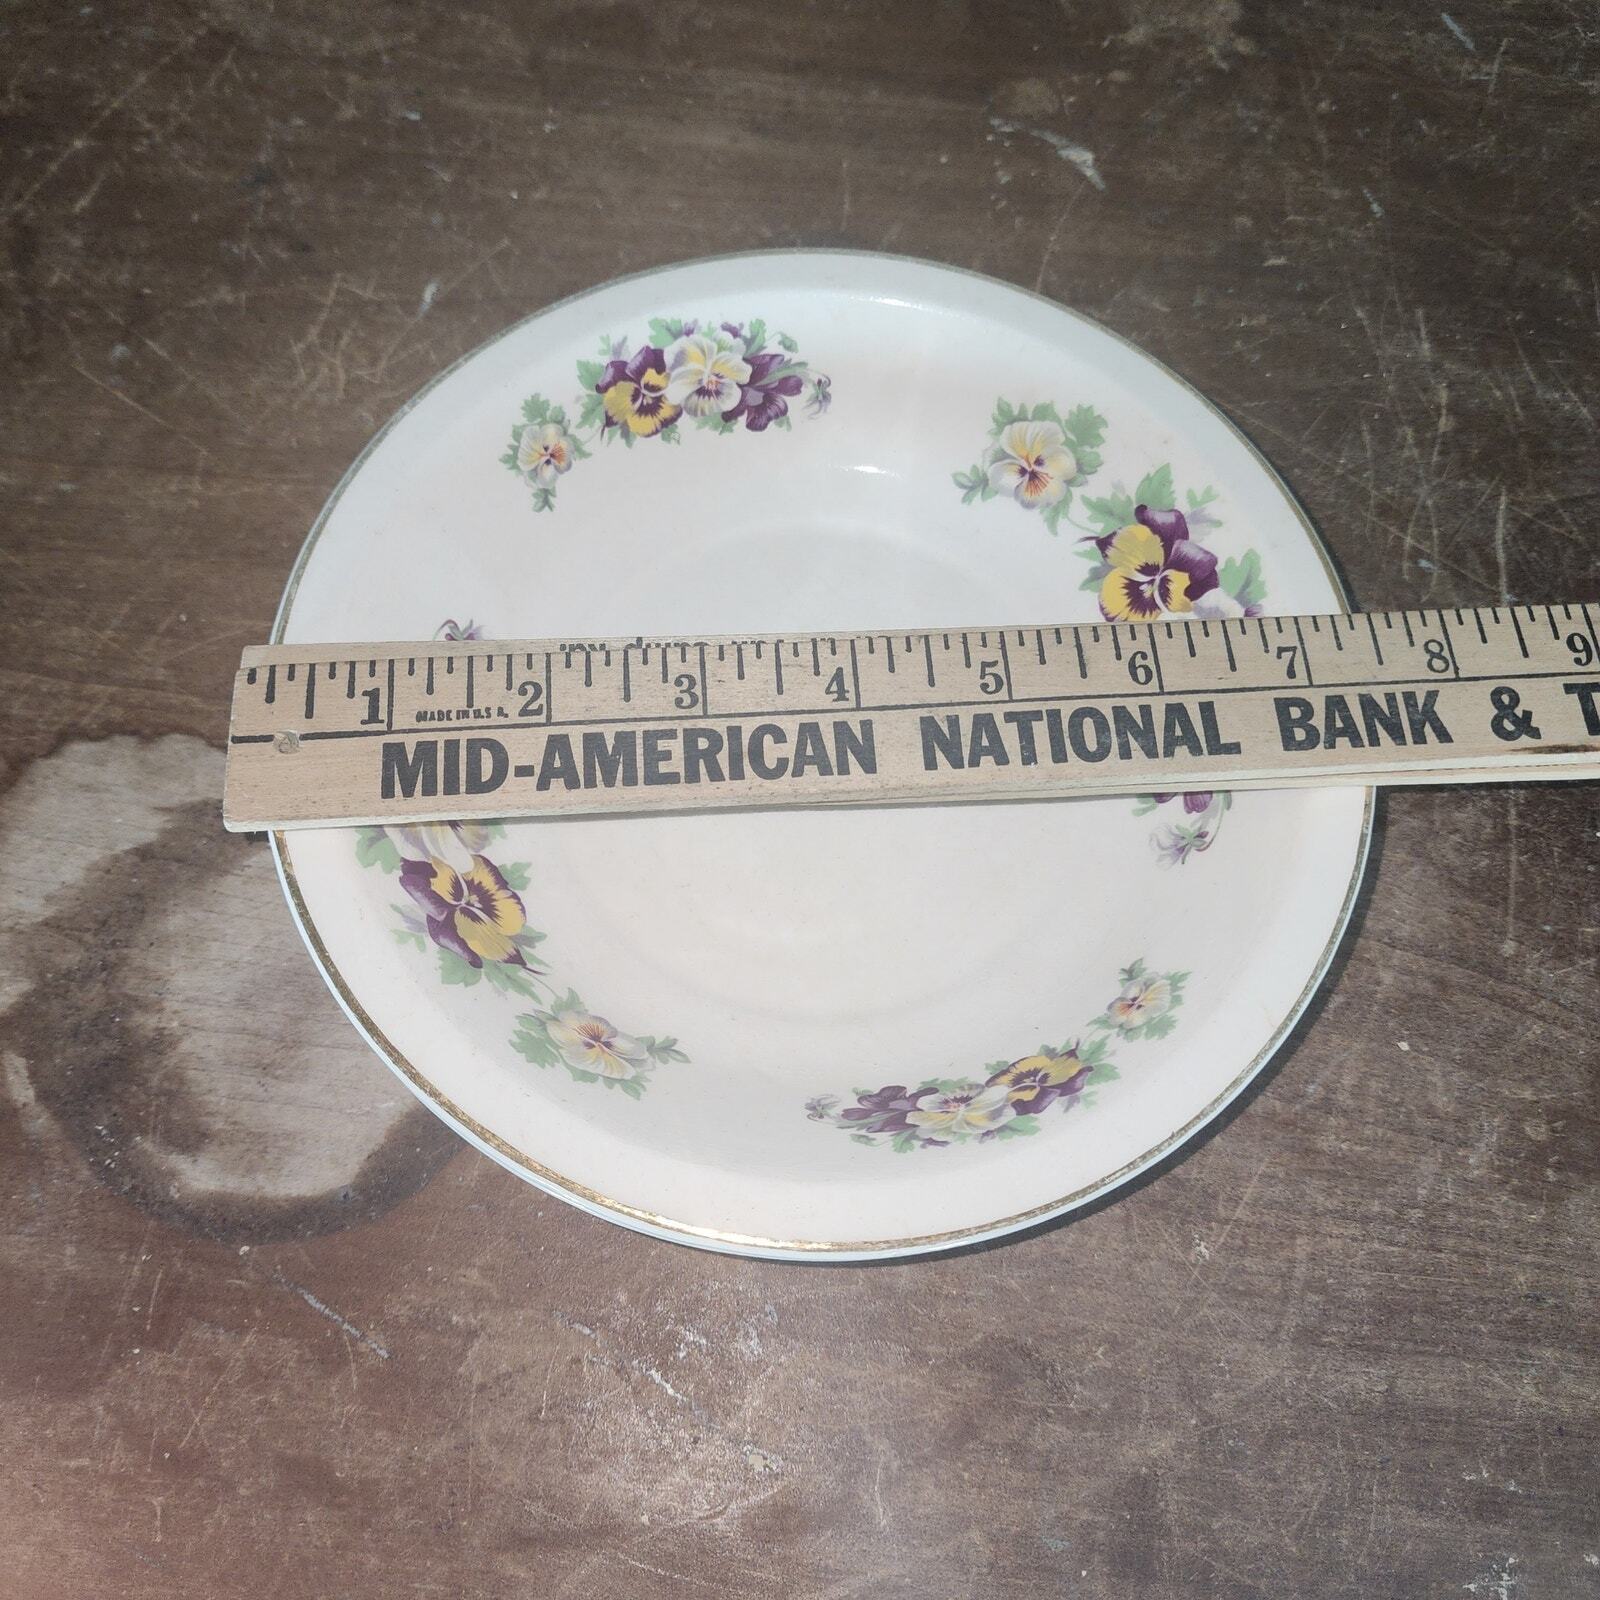 1 2 3 4 5 6 7 8 9
MADE IN U.S.A.
MID-AMERICAN NATIONAL BANK & T